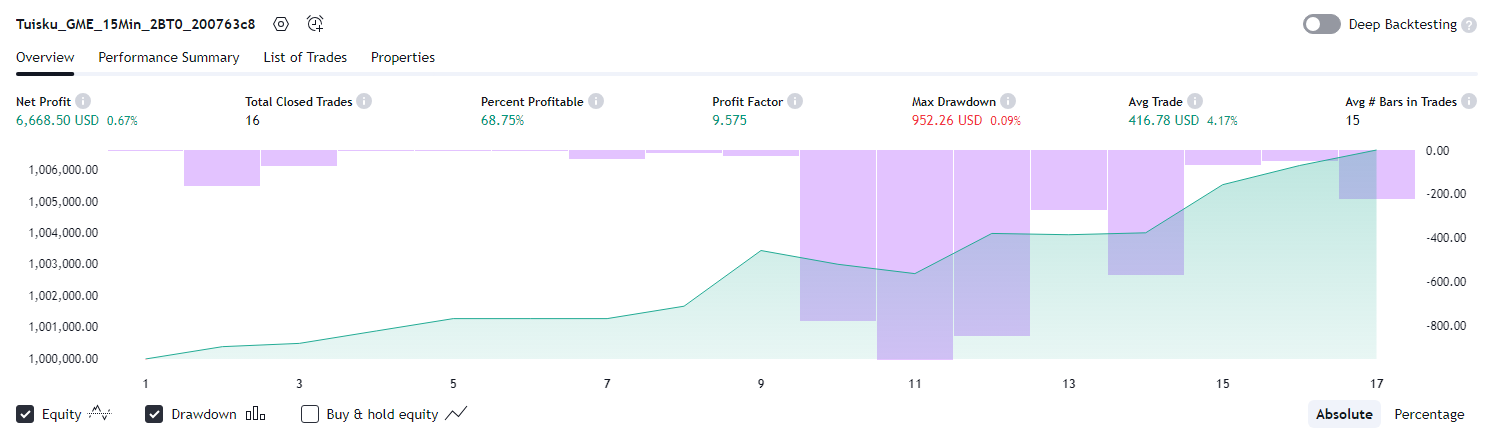 Tuisku_GME_15Min_2BT0_200763c8 Deep Backtesting ?
Overview Performance Summary List of Trades Properties
Net Profit Total Closed Trades Percent Profitable Profit Factor Max Drawdown Avg Trade Avg # Bars in Trades
6,668.50 USD 0.67% 16 68.75% 9.575 952.26 USD 0.09% 416.78 USD 4.17% 15
0.00
1,006,000.00
1,005,000.00 -200.00
1,004,000.00 -400.00
1,003,000.00
1,002,000.00 -600.00
1,001,000.00 -800.00
1,000,000.00
1 3 5 7 9 11 13 15 17
Equity Drawdown Buy & hold equity Absolute Percentage